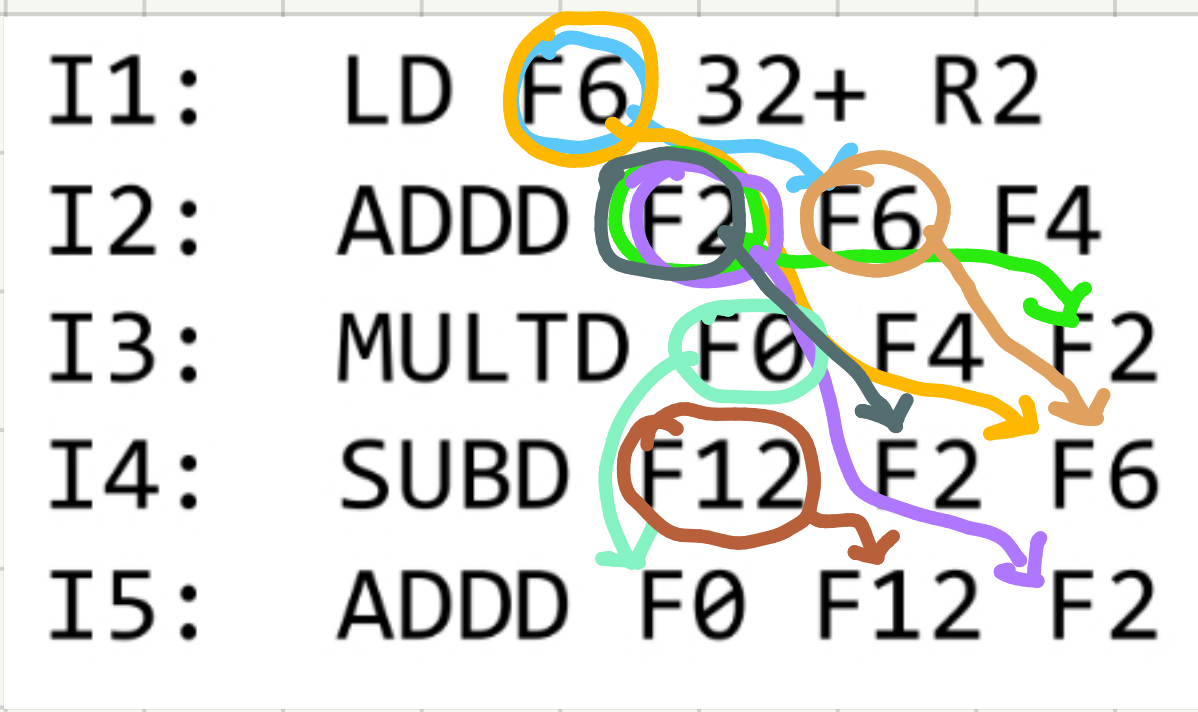 I1: LD F6 32+ R2
I2: ADDD F2 F6 F4
I3: MULTD F0 F4 F2
I4: SUBD F12 F2 F6
I5: ADDD F0 F12 F2